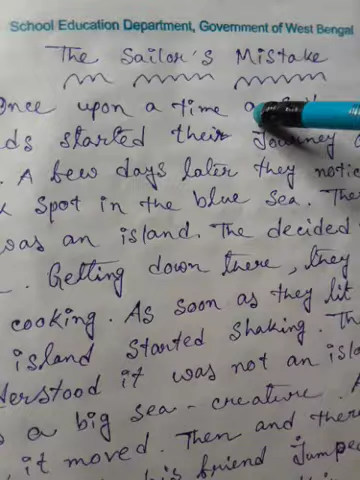 School Education Department, Government of West Bengal
The Sailor's Mistake
Once upon a time a
ds started their Journey
. A few days later they notic
k spot in the blue sea. The
was an island. The decided
. Getting down there, they
cooking. As soon as they lit
island started shaking. Th
derstood it was not an isla
a big sea-creature.
it moved. Then and there
his friend jumped